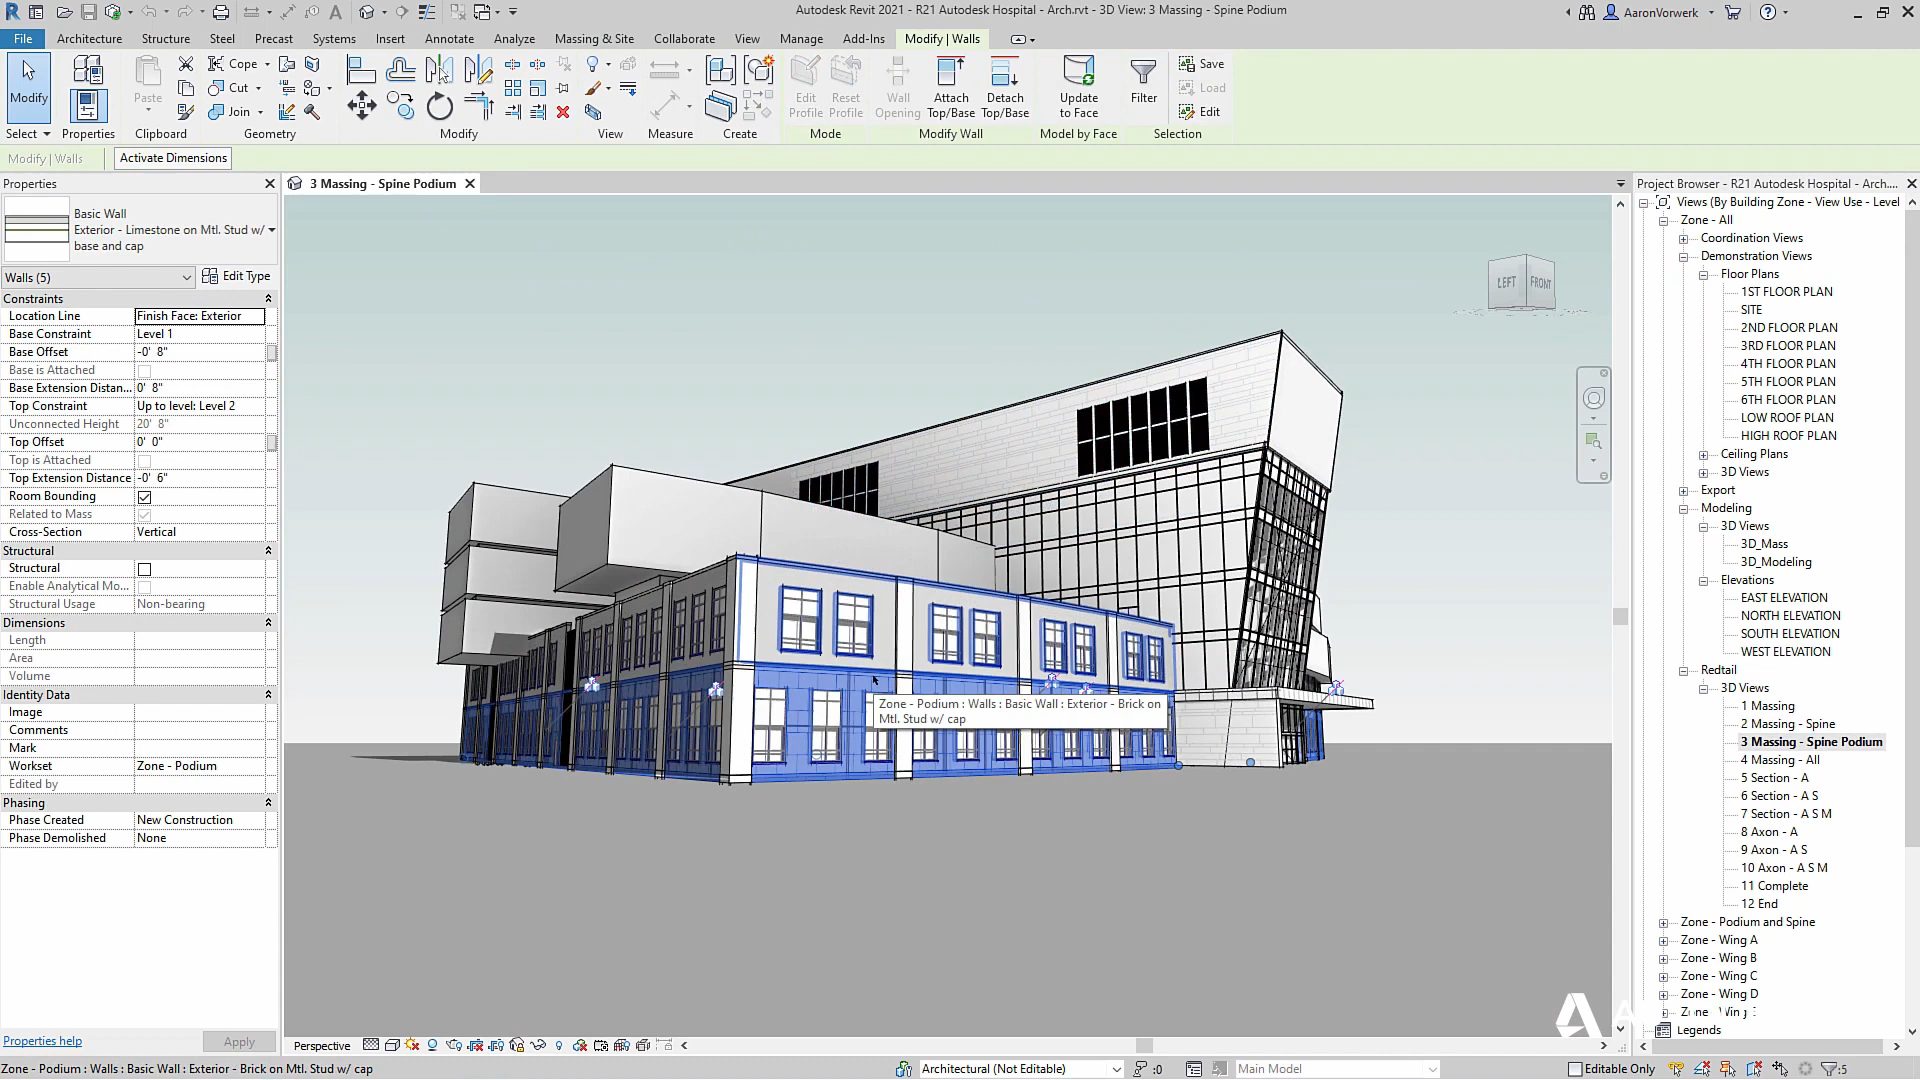 Autodesk Revit 2021 - R21 Autodesk Hospital - Arch.rvt - 3D View: 3 Massing - Spine Podium
AaronVorwerk
File
Architecture
Structure
Steel
Precast
Systems
Insert
Annotate
Analyze
Massing & Site
Collaborate
View
Manage
Add-Ins
Modify | Walls
Modify
Paste
Cope
Cut
Join
Edit
Profile
Reset
Profile
Wall
Opening
Attach
Top/Base
Detach
Top/Base
Update
to Face
Filter
Save
Load
Edit
Select
Properties
Clipboard
Geometry
Modify
View
Measure
Create
Mode
Modify Wall
Model by Face
Selection
Modify | Walls
Activate Dimensions
Properties
Basic Wall
Exterior - Limestone on Mtl. Stud w/
base and cap
Walls (5)
Edit Type
Constraints
Location Line Finish Face: Exterior
Base Constraint Level 1
Base Offset -0' 8"
Base is Attached
Base Extension Distan... 0' 8"
Top Constraint Up to level: Level 2
Unconnected Height 20' 8"
Top Offset 0' 0"
Top is Attached
Top Extension Distance -0' 6"
Room Bounding
Related to Mass
Cross-Section Vertical
Structural
Structural
Enable Analytical Mo...
Structural Usage Non-bearing
Dimensions
Length
Area
Volume
Identity Data
Image
Comments
Mark
Workset Zone - Podium
Edited by
Phasing
Phase Created New Construction
Phase Demolished None
Properties help
Apply
3 Massing - Spine Podium
LEFT
FRONT
Zone - Podium : Walls : Basic Wall : Exterior - Brick on
Mtl. Stud w/ cap
Perspective
Project Browser - R21 Autodesk Hospital - Arch....
Views (By Building Zone - View Use - Level
Zone - All
Coordination Views
Demonstration Views
Floor Plans
1ST FLOOR PLAN
SITE
2ND FLOOR PLAN
3RD FLOOR PLAN
4TH FLOOR PLAN
5TH FLOOR PLAN
6TH FLOOR PLAN
LOW ROOF PLAN
HIGH ROOF PLAN
Ceiling Plans
3D Views
Export
Modeling
3D Views
3D_Mass
3D_Modeling
Elevations
EAST ELEVATION
NORTH ELEVATION
SOUTH ELEVATION
WEST ELEVATION
Redtail
3D Views
1 Massing
2 Massing - Spine
3 Massing - Spine Podium
4 Massing - All
5 Section - A
6 Section - A S
7 Section - A S M
8 Axon - A
9 Axon - A S
10 Axon - A S M
11 Complete
12 End
Zone - Podium and Spine
Zone - Wing A
Zone - Wing B
Zone - Wing C
Zone - Wing D
Legends
Zone - Podium : Walls : Basic Wall : Exterior - Brick on Mtl. Stud w/ cap
Architectural (Not Editable)
:0
Main Model
Editable Only
:5